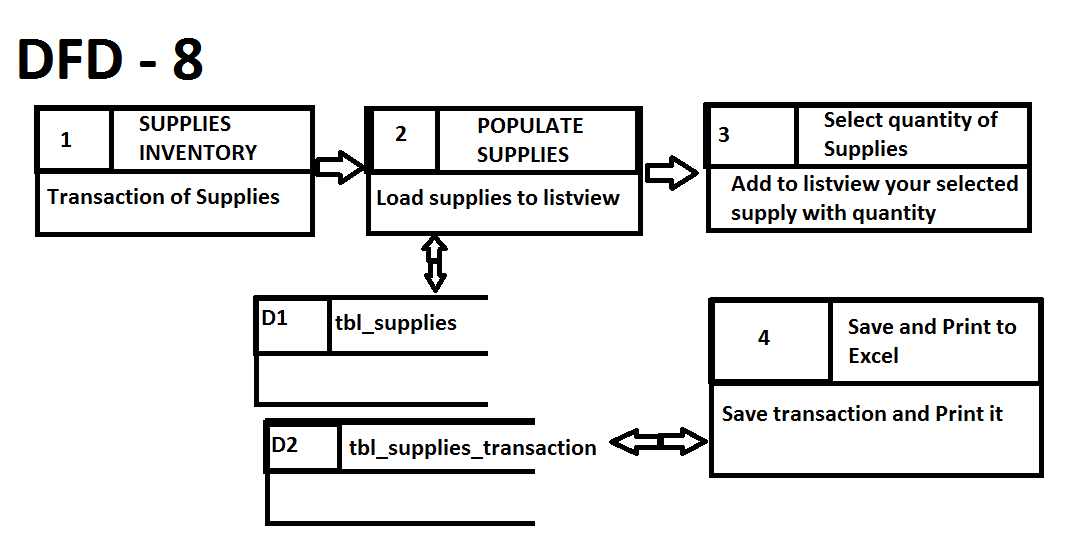 DFD - 8
1
SUPPLIES
INVENTORY
Transaction of Supplies
2
POPULATE
SUPPLIES
Load supplies to listview
3
Select quantity of
Supplies
Add to listview your selected
supply with quantity
D1
tbl_supplies
4
Save and Print to
Excel
Save transaction and Print it
D2
tbl_supplies_transaction